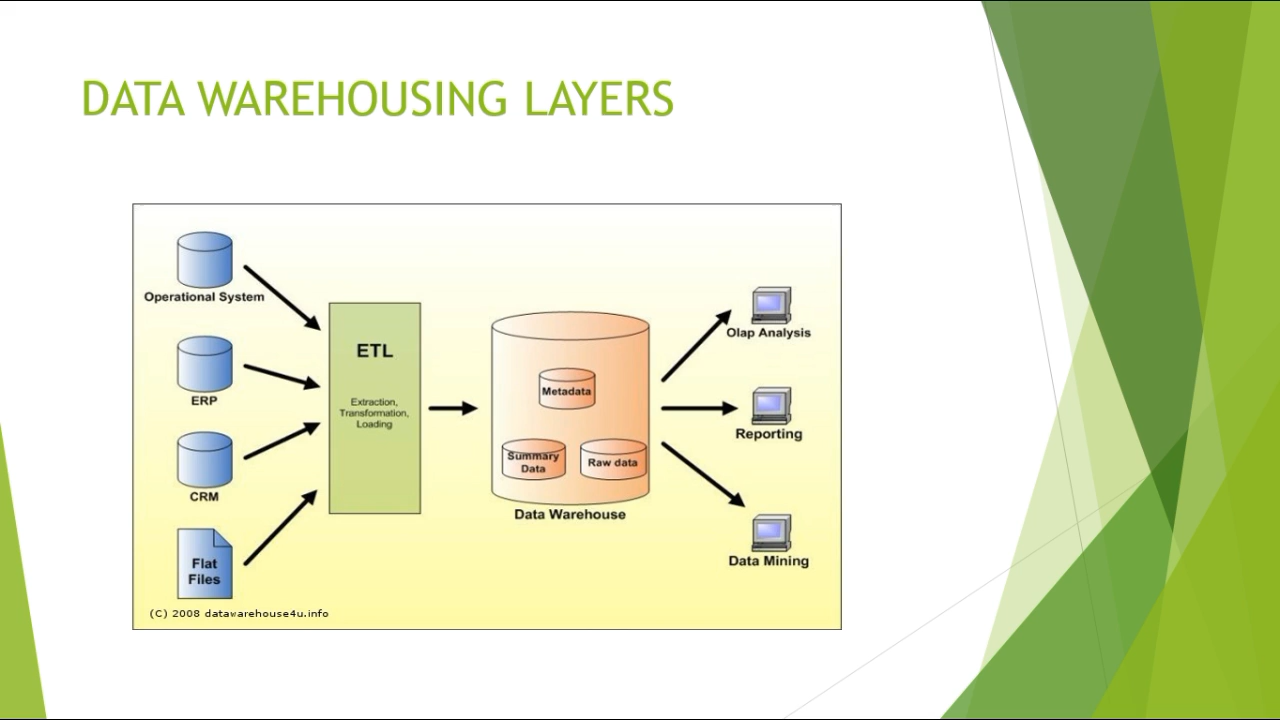 DATA WAREHOUSING LAYERS
Operational System
ERP
CRM
Flat
Files
ETL
Extraction,
Transformation,
Loading
Metadata
Summary
Data
Raw data
Data Warehouse
Olap Analysis
Reporting
Data Mining
(C) 2008 datawarehouse4u.info